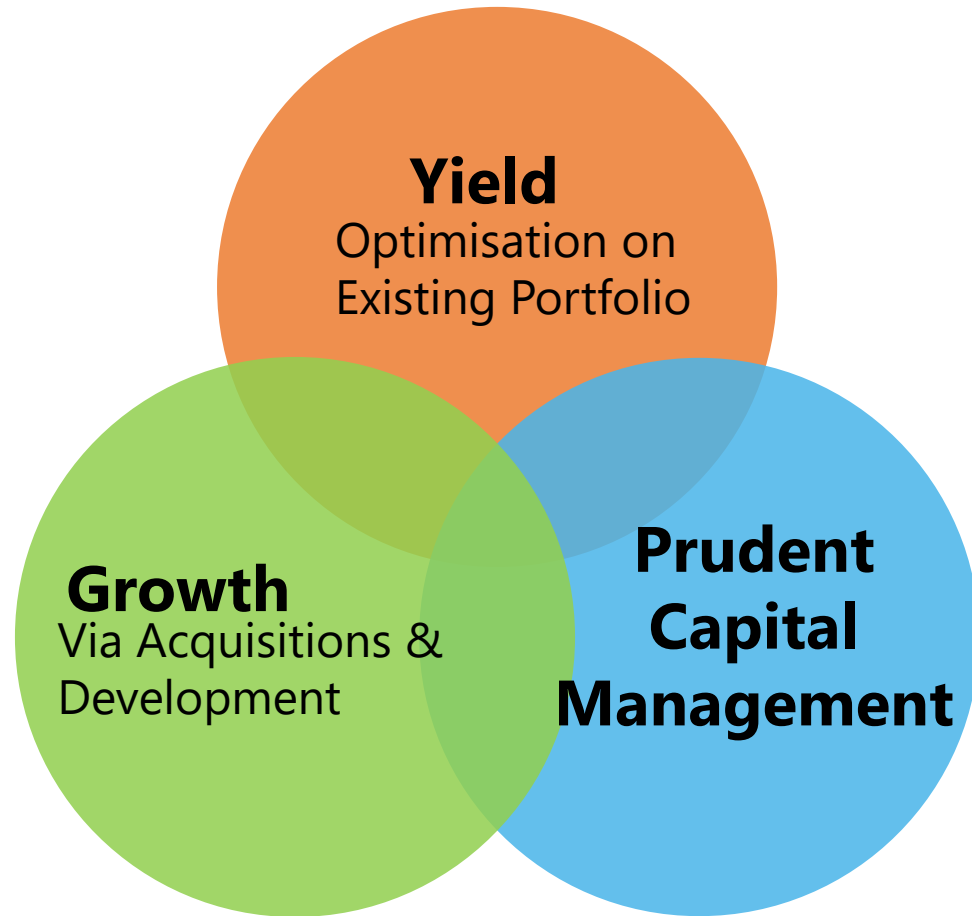 Yield
Optimisation on
Existing Portfolio
Growth
Via Acquisitions &
Development
Prudent
Capital
Management